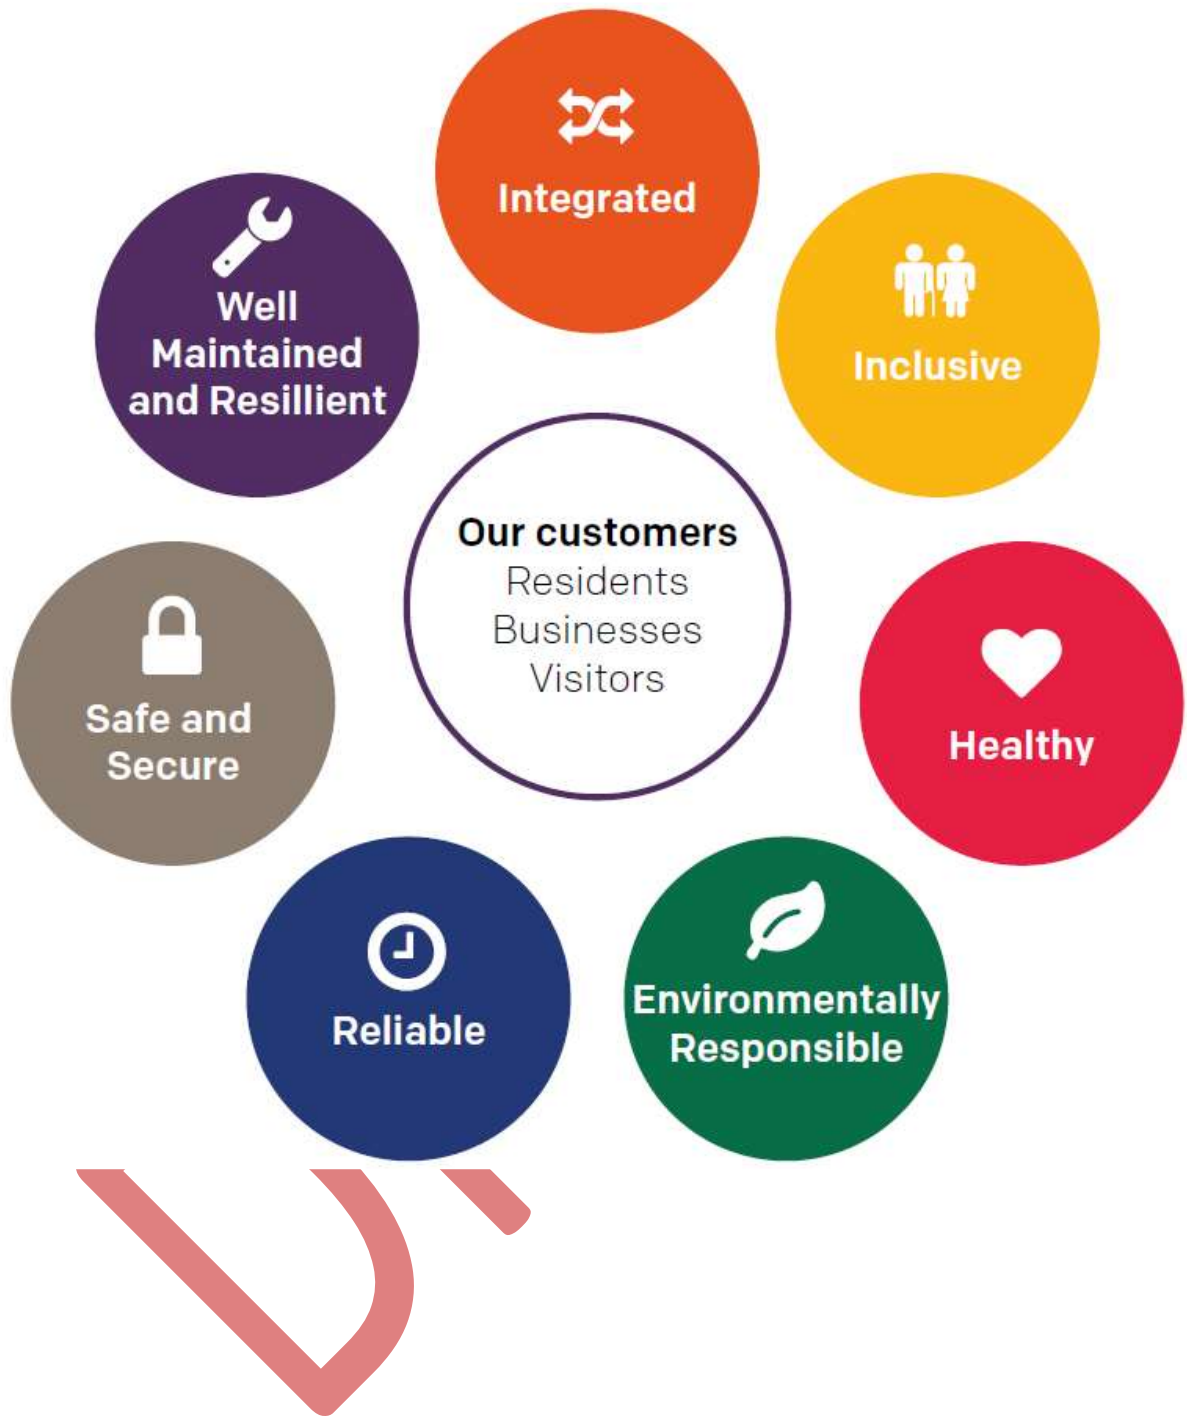 Integrated
Inclusive
Healthy
Environmentally
Responsible
Reliable
Safe and
Secure
Well
Maintained
and Resillient
Our customers
Residents
Businesses
Visitors